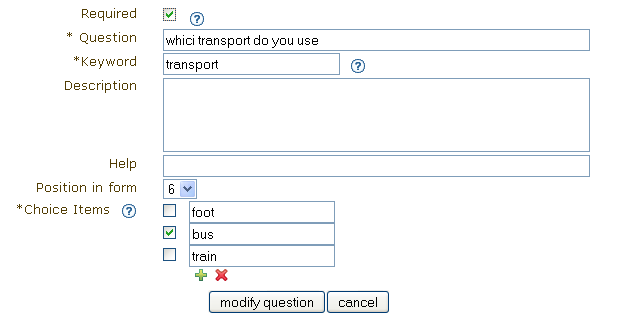 Required ?
* Question whici transport do you use
*Keyword transport ?
Description
Help
Position in form 6
*Choice Items ? foot
bus
train
modify question cancel